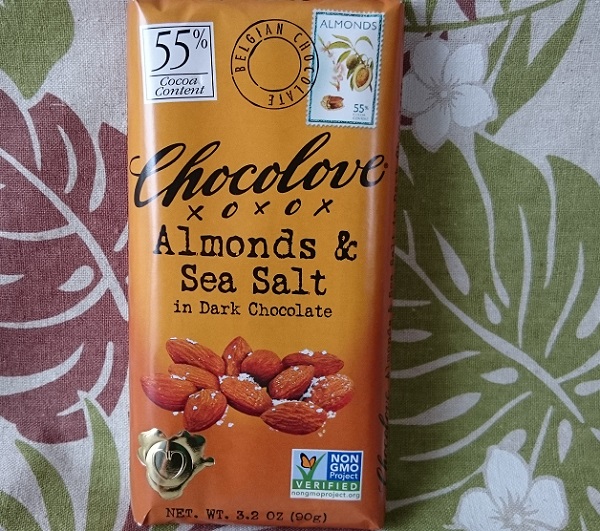 55%
Cocoa
Content
BELGIAN CHOCOLATE
ALMONDS
55%
Chocolove
XOXOX
Almonds &
Sea Salt
in Dark Chocolate
NON
GMO
Project
VERIFIED
nongmoproject.org
NET. WT. 3.2 OZ (90g)